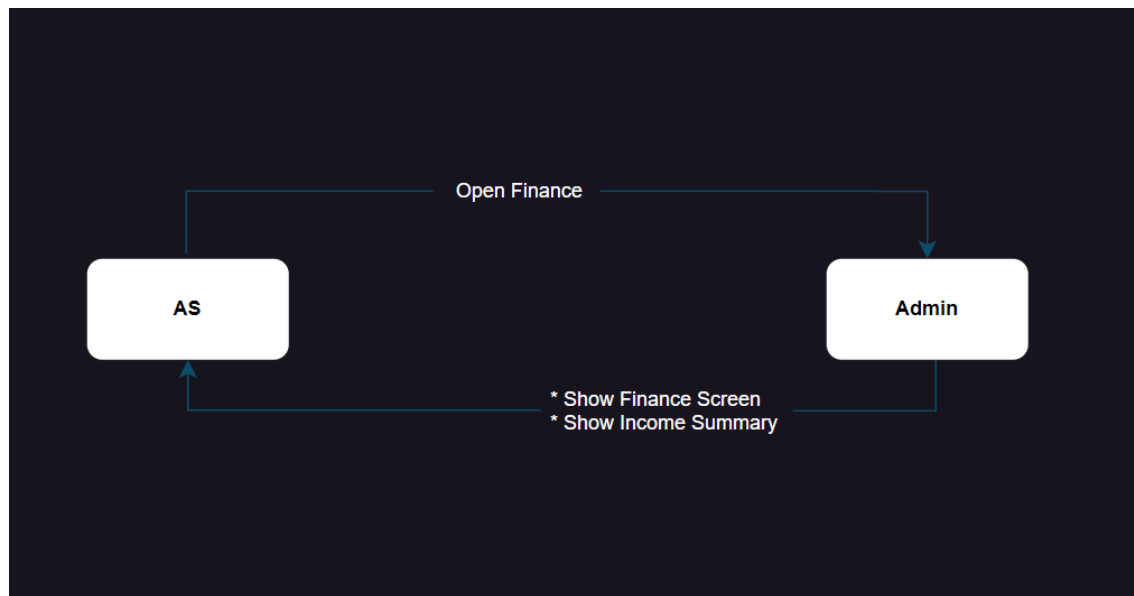 Open Finance
AS
Admin
* Show Finance Screen
* Show Income Summary